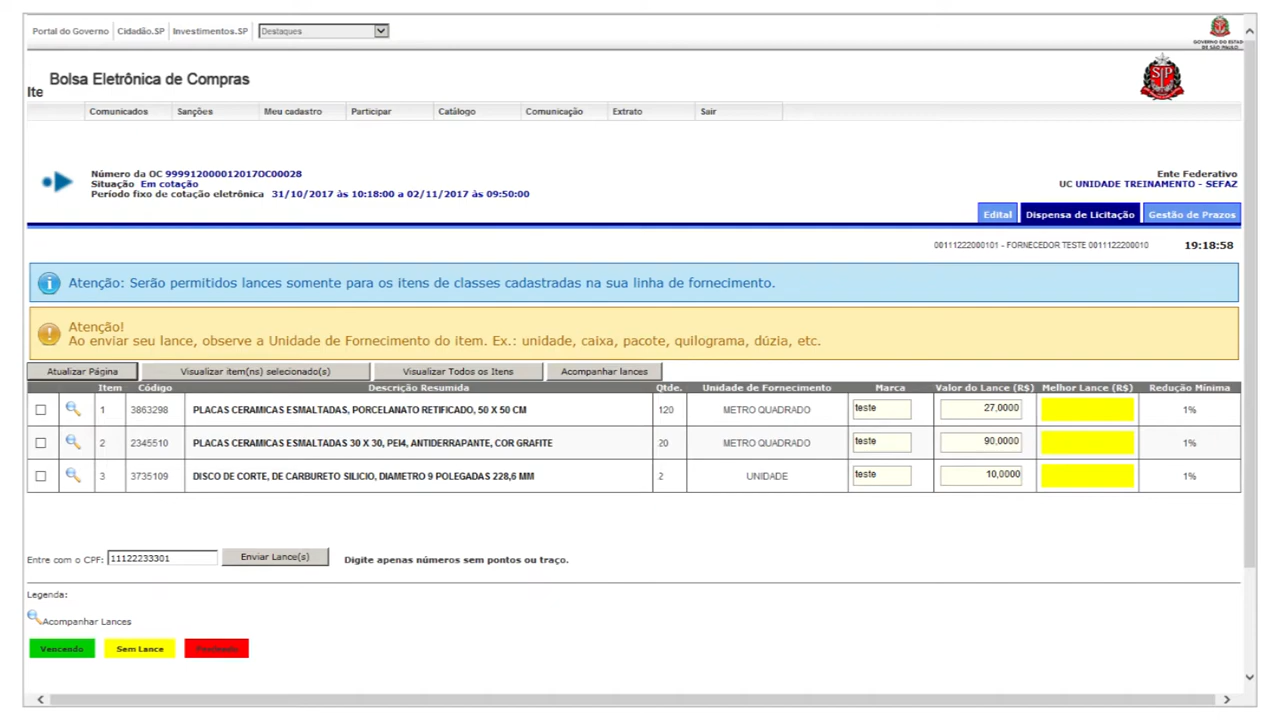 Portal do Governo Cidadão.SP Investimentos.SP Destaques
GOVERNO DO ESTADO
DE SÃO PAULO
Bolsa Eletrônica de Compras
Ite
SP
Comunicados Sanções Meu cadastro Participar Catálogo Comunicação Extrato Sair
Número da OC 999912000012017OC00028
Situação Em cotação
Período fixo de cotação eletrônica 31/10/2017 às 10:18:00 a 02/11/2017 às 09:50:00
Ente Federativo
UC UNIDADE TREINAMENTO - SEFAZ
Edital Dispensa de Licitação Gestão de Prazos
00111222000101 - FORNECEDOR TESTE 0011122200010 19:18:58
Atenção: Serão permitidos lances somente para os itens de classes cadastradas na sua linha de fornecimento.
Atenção!
Ao enviar seu lance, observe a Unidade de Fornecimento do item. Ex.: unidade, caixa, pacote, quilograma, dúzia, etc.
Atualizar Página Visualizar item(ns) selecionado(s) Visualizar Todos os Itens Acompanhar lances
Item Código Descrição Resumida Qtde. Unidade de Fornecimento Marca Valor do Lance (R$) Melhor Lance (R$) Redução Mínima
1 3863298 PLACAS CERAMICAS ESMALTADAS, PORCELANATO RETIFICADO, 50 X 50 CM 120 METRO QUADRADO teste 27,0000 1%
2 2345510 PLACAS CERAMICAS ESMALTADAS 30 X 30, PEI4, ANTIDERRAPANTE, COR GRAFITE 20 METRO QUADRADO teste 90,0000 1%
3 3735109 DISCO DE CORTE, DE CARBURETO SILICIO, DIAMETRO 9 POLEGADAS 228,6 MM 2 UNIDADE teste 10,0000 1%
Entre com o CPF: 11122233301 Enviar Lance(s) Digite apenas números sem pontos ou traço.
Legenda:
Acompanhar Lances
Vencendo Sem Lance